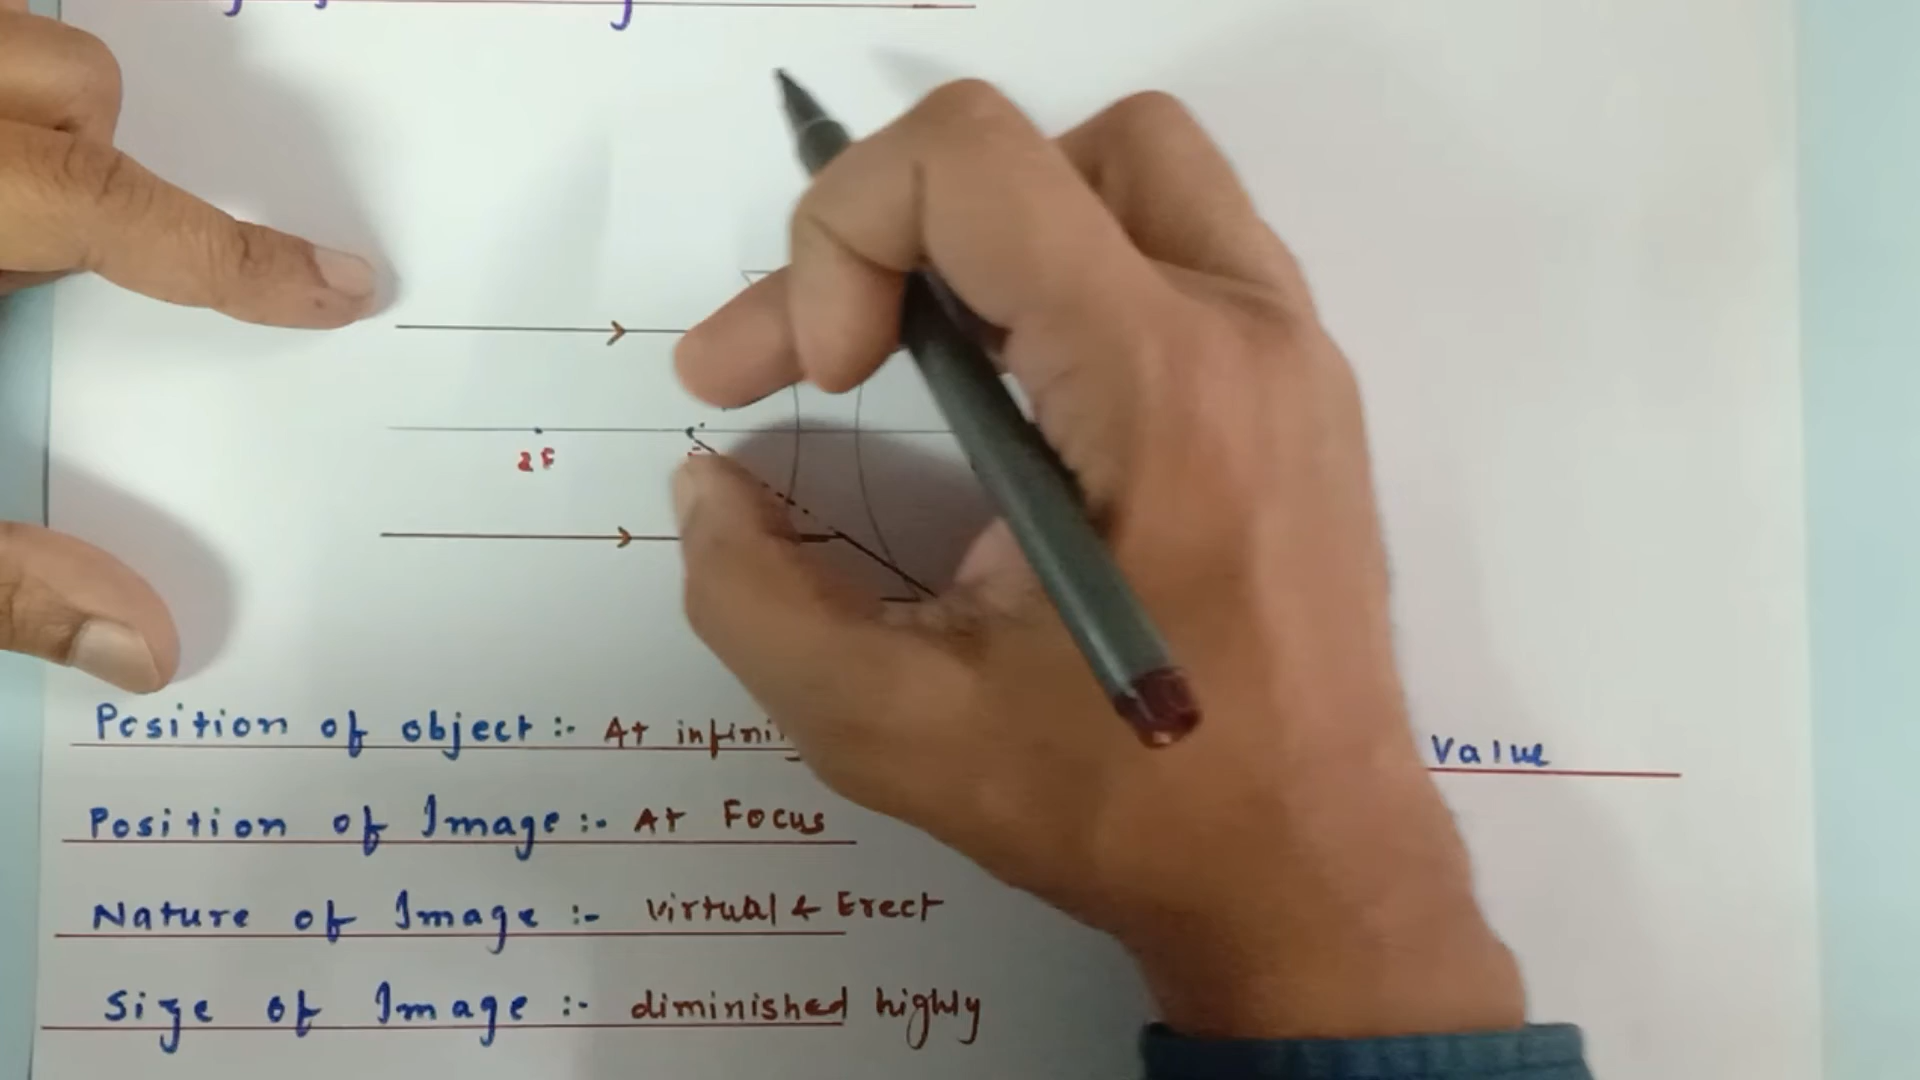 2F
Position of object :- At
Value
Position of Image :- At Focus
Nature of Image :- Virtual & Erect
Size of Image :- diminished highly